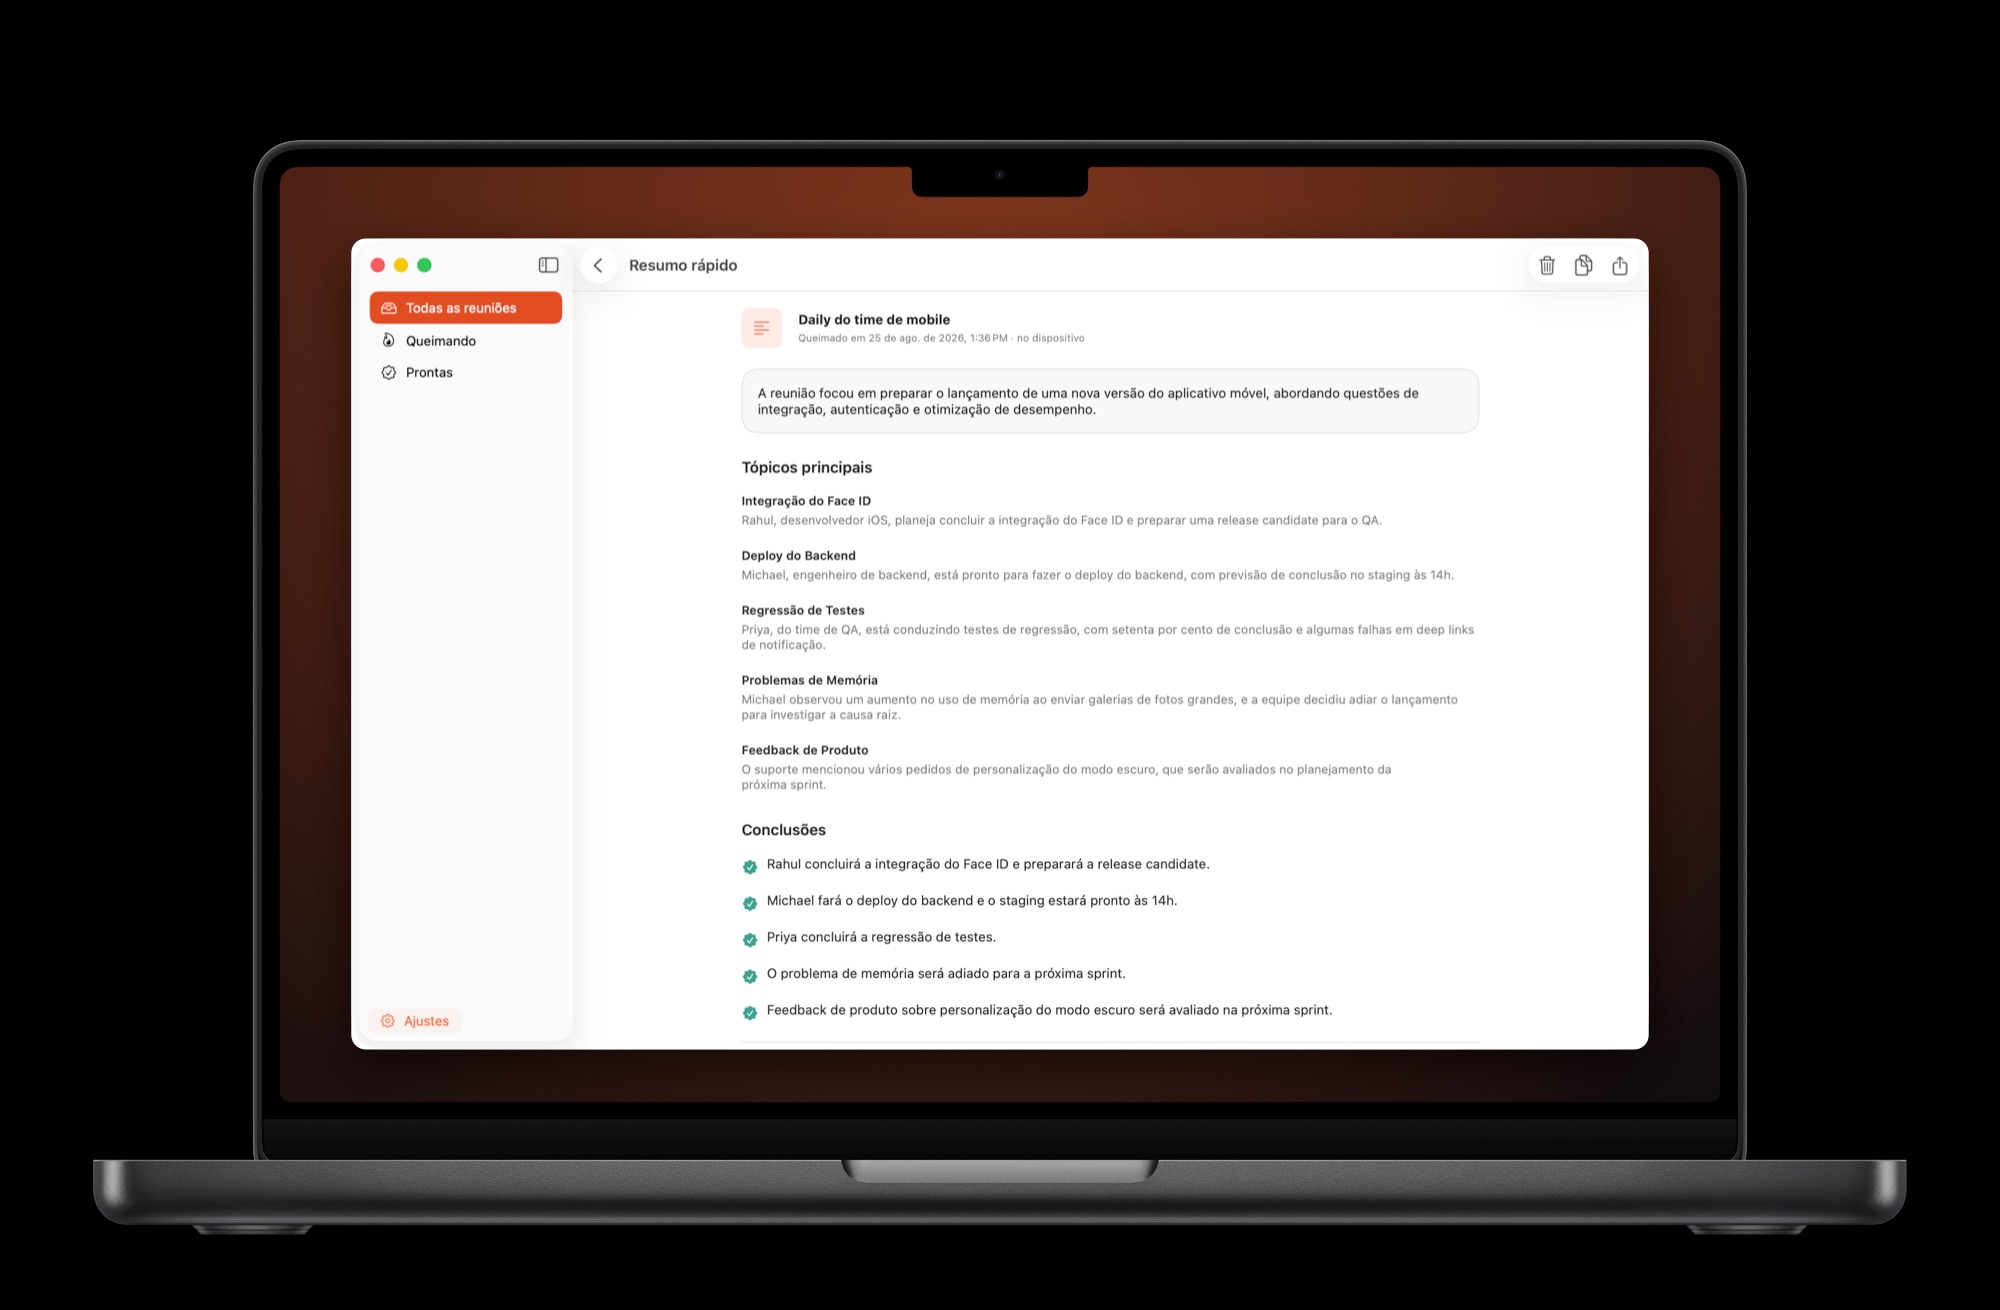 Resumo rápido
Todas as reuniões
Queimando
Prontas
Ajustes
Daily do time de mobile
Queimado em 25 de ago. de 2026, 1:36 PM · no dispositivo
A reunião focou em preparar o lançamento de uma nova versão do aplicativo móvel, abordando questões de
integração, autenticação e otimização de desempenho.
Tópicos principais
Integração do Face ID
Rahul, desenvolvedor iOS, planeja concluir a integração do Face ID e preparar uma release candidate para o QA.
Deploy do Backend
Michael, engenheiro de backend, está pronto para fazer o deploy do backend, com previsão de conclusão no staging às 14h.
Regressão de Testes
Priya, do time de QA, está conduzindo testes de regressão, com setenta por cento de conclusão e algumas falhas em deep links
de notificação.
Problemas de Memória
Michael observou um aumento no uso de memória ao enviar galerias de fotos grandes, e a equipe decidiu adiar o lançamento
para investigar a causa raiz.
Feedback de Produto
O suporte mencionou vários pedidos de personalização do modo escuro, que serão avaliados no planejamento da
próxima sprint.
Conclusões
Rahul concluirá a integração do Face ID e preparará a release candidate.
Michael fará o deploy do backend e o staging estará pronto às 14h.
Priya concluirá a regressão de testes.
O problema de memória será adiado para a próxima sprint.
Feedback de produto sobre personalização do modo escuro será avaliado na próxima sprint.